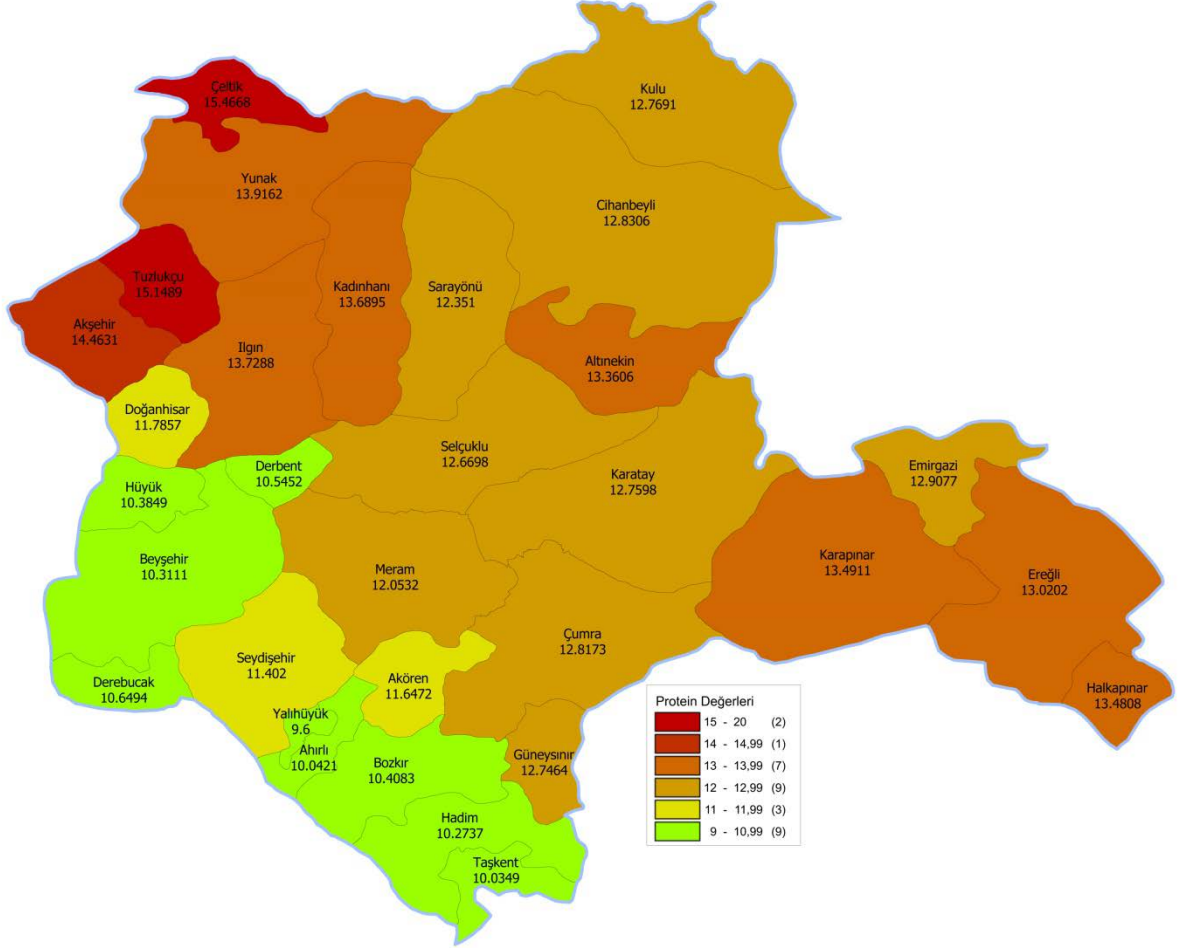 Kulu
12.7691
Çeltik
15.4668
Yunak
13.9162
Cihanbeyli
12.8306
Tuzlukçu
15.1489
Kadınhanı
13.6895
Sarayönü
12.351
Akşehir
14.4631
Ilgın
13.7288
Altınekin
13.3606
Doğanhisar
11.7857
Selçuklu
12.6698
Derbent
10.5452
Karatay
12.7598
Emirgazi
12.9077
Hüyük
10.3849
Beyşehir
10.3111
Meram
12.0532
Karapınar
13.4911
Ereğli
13.0202
Çumra
12.8173
Seydişehir
11.402
Akören
11.6472
Derebucak
10.6494
Halkapınar
13.4808
Yalıhüyük
9.6
Ahırlı
10.0421
Bozkır
10.4083
Güneysınır
12.7464
Hadim
10.2737
Taşkent
10.0349
Protein Değerleri
15 - 20 (2)
14 - 14,99 (1)
13 - 13,99 (7)
12 - 12,99 (9)
11 - 11,99 (3)
9 - 10,99 (9)